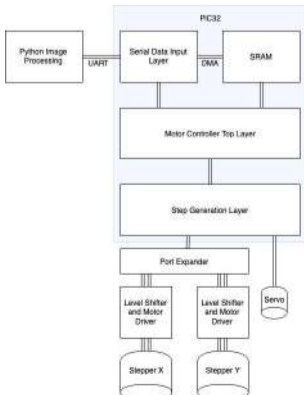 PIC32
Python Image
Processing
UART
Serial Data Input
Layer
DMA
SRAM
Motor Controller Top Layer
Step Generation Layer
Port Expander
Level Shifter
and Motor
Driver
Level Shifter
and Motor
Driver
Servo
Stepper X
Stepper Y